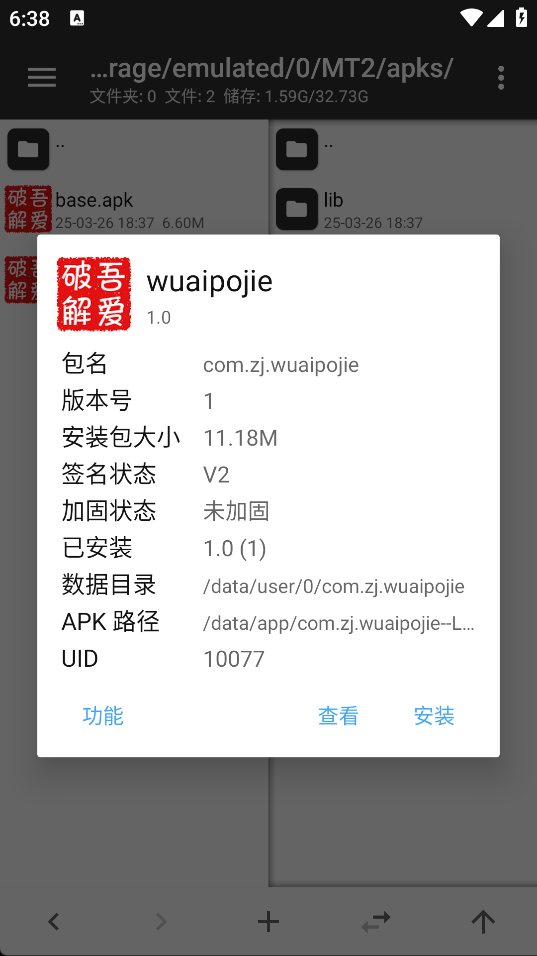 6:38 A
...rage/emulated/0/MT2/apks/
文件夹: 0 文件: 2 储存: 1.59G/32.73G
..
..
破吾解爱
base.apk
25-03-26 18:37 6.60M
lib
25-03-26 18:37
破吾
解爱
wuaipojie
1.0
包名 com.zj.wuaipojie
版本号 1
安装包大小 11.18M
签名状态 V2
加固状态 未加固
已安装 1.0 (1)
数据目录 /data/user/0/com.zj.wuaipojie
APK 路径 /data/app/com.zj.wuaipojie--L...
UID 10077
功能 查看 安装